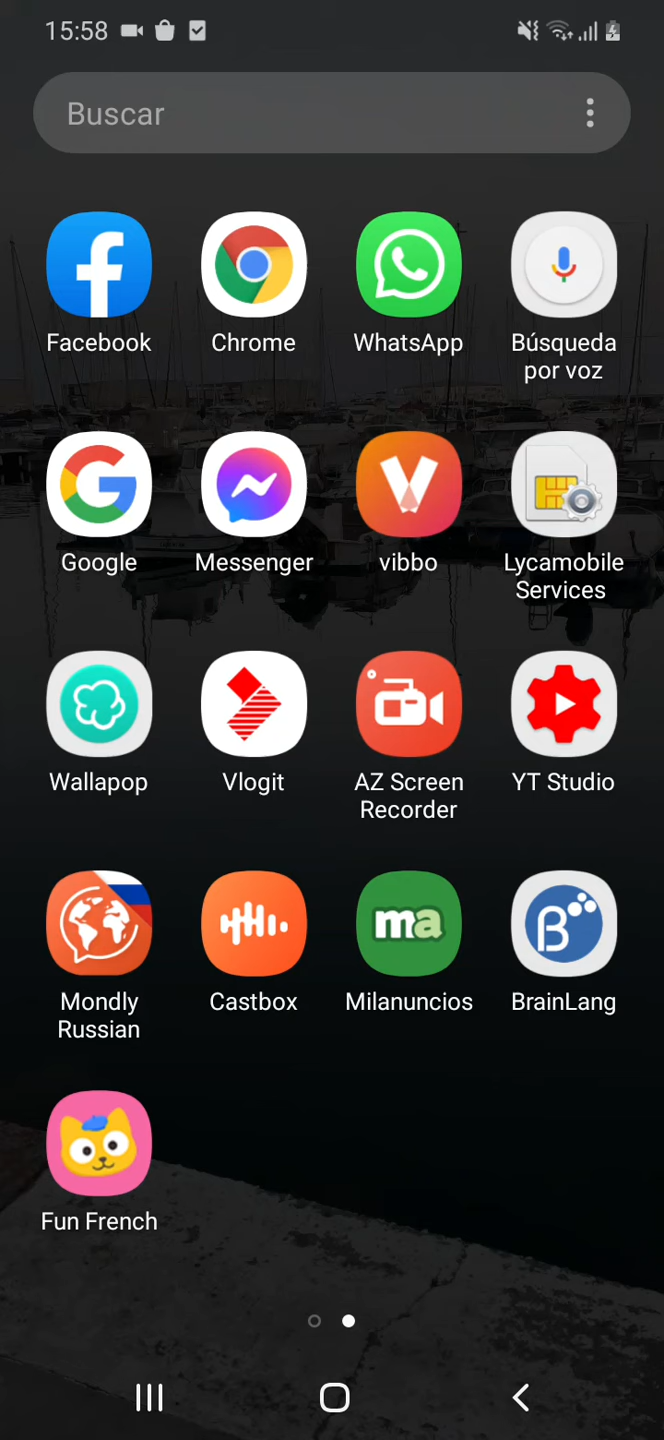 15:58
Buscar
Facebook
Chrome
WhatsApp
Búsqueda
por voz
Google
Messenger
vibbo
Lycamobile
Services
Wallapop
Vlogit
AZ Screen
Recorder
YT Studio
ma
Mondly
Russian
Castbox
Milanuncios
BrainLang
Fun French